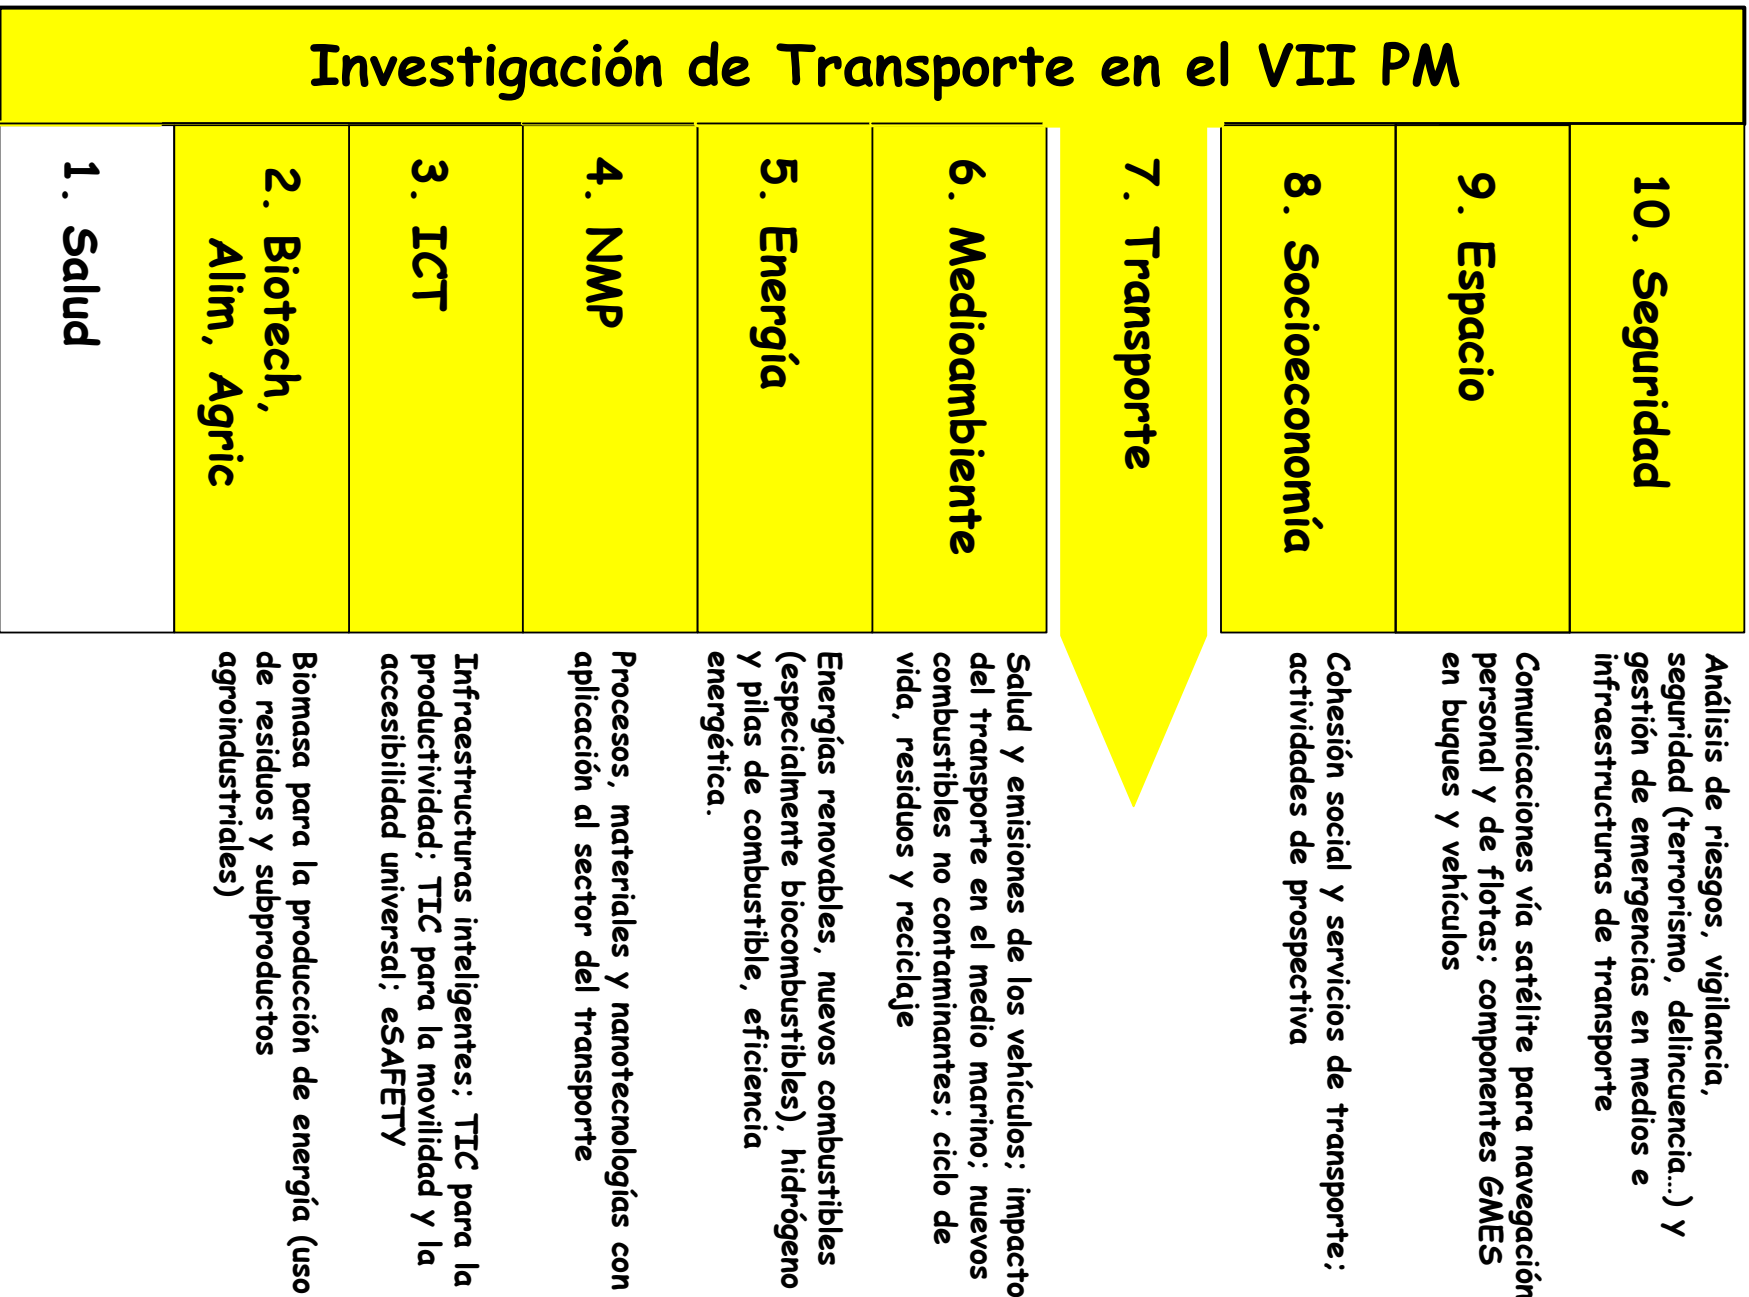 Investigación de Transporte en el VII PM
1. Salud
2. Biotech,
Alim, Agric
3. ICT
4. NMP
5. Energía
6. Medioambiente
7. Transporte
8. Socioeconomía
9. Espacio
10. Seguridad
Biomasa para la producción de energía (uso
de residuos y subproductos
agroindustriales)
Infraestructuras inteligentes; TIC para la
productividad; TIC para la movilidad y la
accesibilidad universal; eSAFETY
Procesos, materiales y nanotecnologías con
aplicación al sector del transporte
Energías renovables, nuevos combustibles
(especialmente biocombustibles), hidrógeno
y pilas de combustible, eficiencia
energética.
Salud y emisiones de los vehículos; impacto
del transporte en el medio marino; nuevos
combustibles no contaminantes; ciclo de
vida, residuos y reciclaje
Cohesión social y servicios de transporte;
actividades de prospectiva
Comunicaciones vía satélite para navegación
personal y de flotas; componentes GMES
en buques y vehículos
Análisis de riesgos, vigilancia,
seguridad (terrorismo, delincuencia…) y
gestión de emergencias en medios e
infraestructuras de transporte